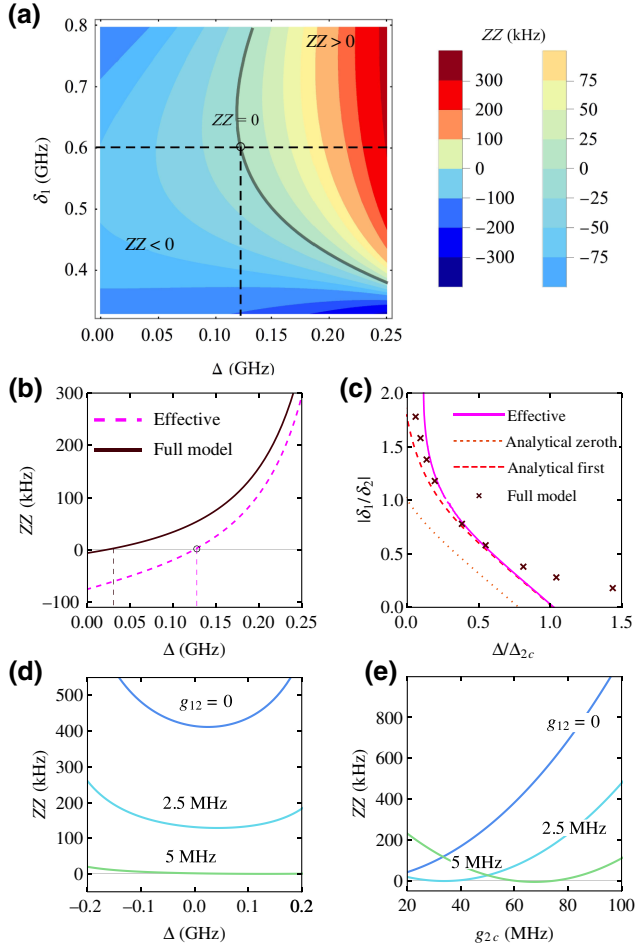 (a)
ZZ (kHz)
0.8
0.7
0.6
0.5
0.4
δ1 (GHz)
ZZ > 0
ZZ = 0
ZZ < 0
0.00 0.05 0.10 0.15 0.20 0.25
Δ (GHz)
300
200
100
0
−100
−200
−300
75
50
25
0
−25
−50
−75
(b)
300
200
100
0
−100
ZZ (kHz)
Effective
Full model
0.00 0.05 0.10 0.15 0.20 0.25
Δ (GHz)
(c)
2.0
1.5
1.0
0.5
0.0
|δ1/δ2|
Effective
Analytical zeroth
Analytical first
Full model
0.0 0.5 1.0 1.5
Δ/Δ2c
(d)
500
400
300
200
100
0
ZZ (kHz)
g12 = 0
2.5 MHz
5 MHz
−0.2 −0.1 0.0 0.1 0.2
Δ (GHz)
(e)
800
600
400
200
0
ZZ (kHz)
g12 = 0
2.5 MHz
5 MHz
20 40 60 80 100
g2c (MHz)